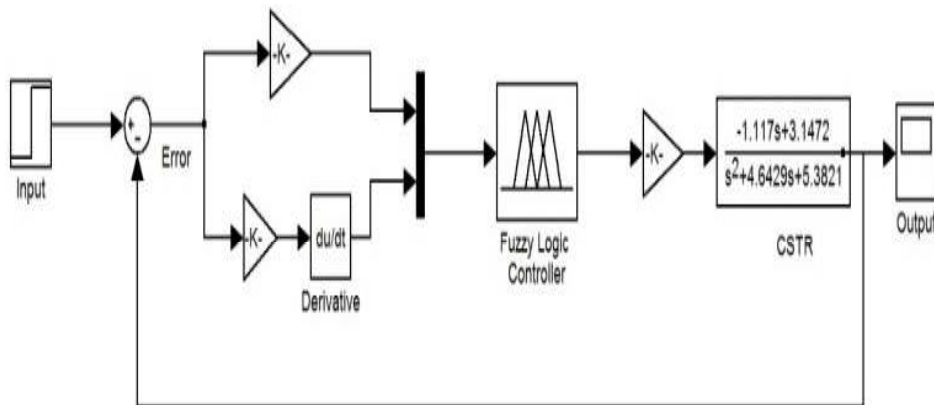 -K-
Input
+
-
Error
-K-
du/dt
Derivative
Fuzzy Logic
Controller
-K-
-1.117s+3.1472
s²+4.6429s+5.3821
CSTR
Output